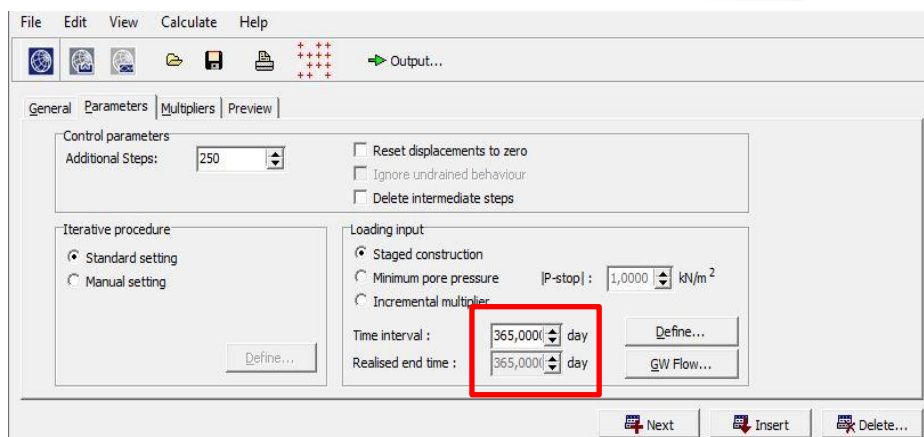 File Edit View Calculate Help
Output...
General Parameters Multipliers Preview
Control parameters
Additional Steps: 250
Reset displacements to zero
Ignore undrained behaviour
Delete intermediate steps
Iterative procedure
Standard setting
Manual setting
Define...
Loading input
Staged construction
Minimum pore pressure |P-stop| : 1,0000 kN/m 2
Incremental multiplier
Time interval : 365,000 day Define...
Realised end time : 365,000 day GW Flow...
Next Insert Delete...